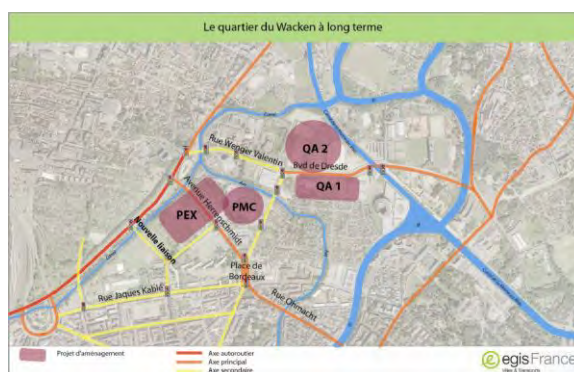 Le quartier du Wacken à long terme
Rue Wenger Valentin
QA 2
Bvd de Dresde
QA 1
Avenue Herrenschmidt
PMC
PEX
Nouvelle liaison
Place de
Bordeaux
Rue Jaques Kablé
Rue Ohmacht
Projet d'aménagement
Axe autoroutier
Axe principal
Axe secondaire
egis France